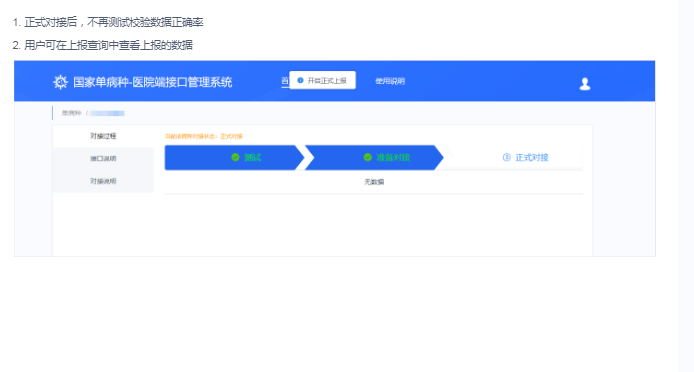 1. 正式对接后，不再测试校验数据正确率
2. 用户可在上报查询中查看上报的数据
国家单病种-医院端接口管理系统
首
开启正式上报
使用说明
单病种（
对接过程
当前该病种对接状态：正式对接
接口说明
测试
准备对接
③ 正式对接
对接说明
无数据